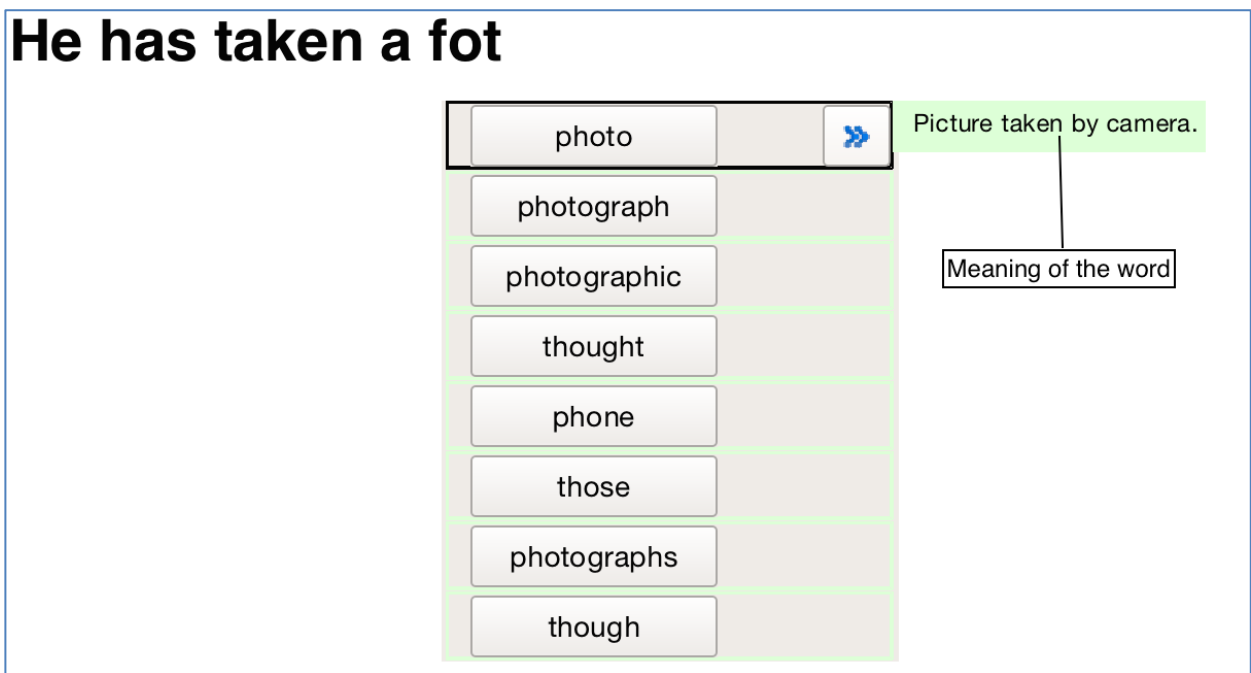 He has taken a fot
photo
Picture taken by camera.
photograph
photographic
Meaning of the word
thought
phone
those
photographs
though